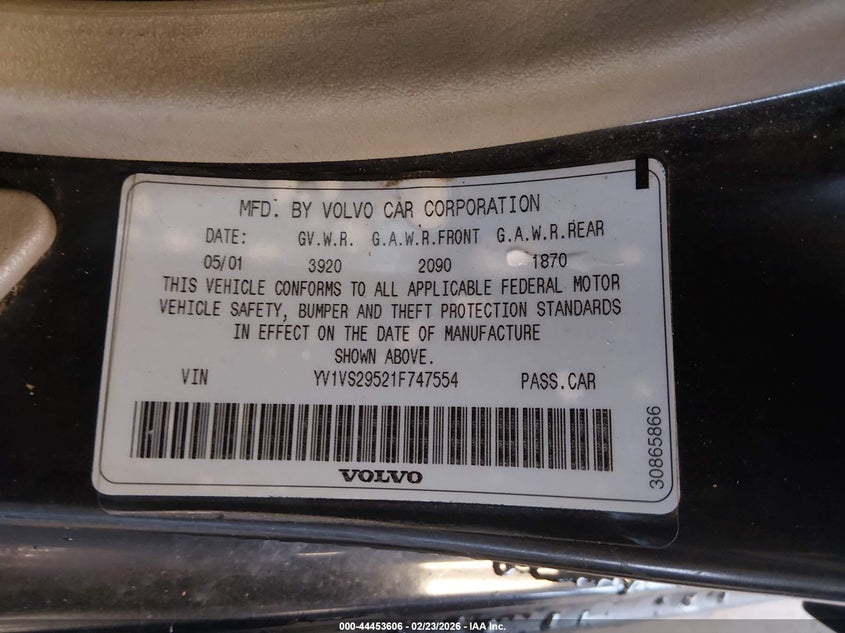 MFD. BY VOLVO CAR CORPORATION
DATE: GV.W.R. G.A.W.R.FRONT G.A.W.R.REAR
05/01 3920 2090 1870
THIS VEHICLE CONFORMS TO ALL APPLICABLE FEDERAL MOTOR
VEHICLE SAFETY, BUMPER AND THEFT PROTECTION STANDARDS
IN EFFECT ON THE DATE OF MANUFACTURE
SHOWN ABOVE.
VIN YV1VS29521F747554 PASS.CAR
VOLVO
30865866
000-44453606 - 02/23/2026 - IAA Inc.